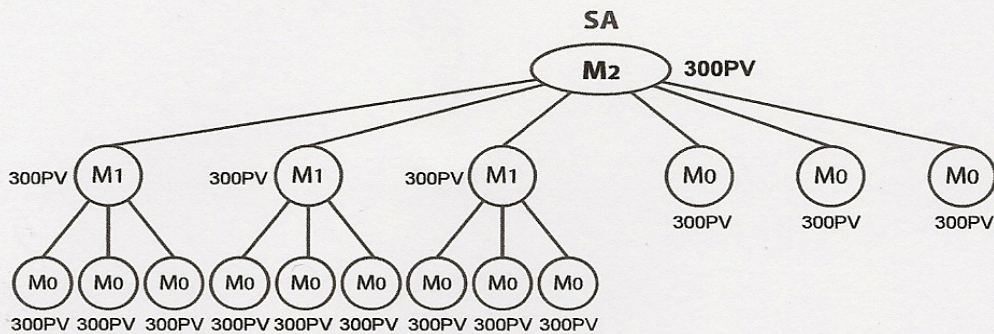 SA
M2 300PV
300PV M1 300PV M1 300PV M1 M0 M0 M0
300PV 300PV 300PV
M0 M0 M0 M0 M0 M0 M0 M0 M0
300PV 300PV 300PV 300PV 300PV 300PV 300PV 300PV 300PV